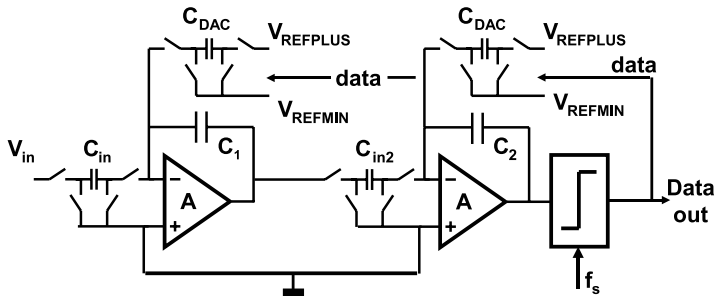 C_DAC
V_REFPLUS
data
V_REFMIN
C_DAC
V_REFPLUS
data
V_REFMIN
V_in
C_in
C_1
A
−
+
C_in2
C_2
A
−
+
Data
out
f_s